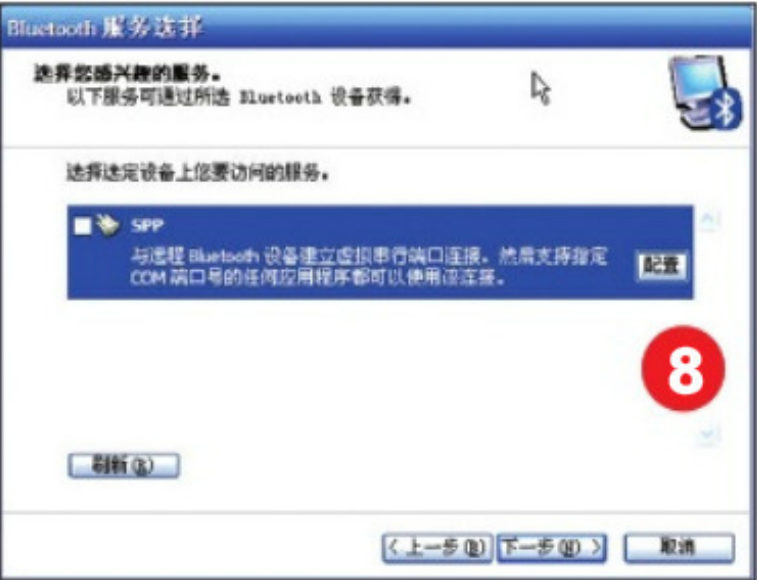 Bluetooth 服务选择
选择您感兴趣的服务。
以下服务可通过所选 Bluetooth 设备获得。
选择选定设备上您要访问的服务。
SPP
与远程 Bluetooth 设备建立虚拟串行端口连接。然后支持指定
COM 端口号的任何应用程序都可以使用该连接。
配置
8
刷新(R)
< 上一步(B) 下一步(N) > 取消